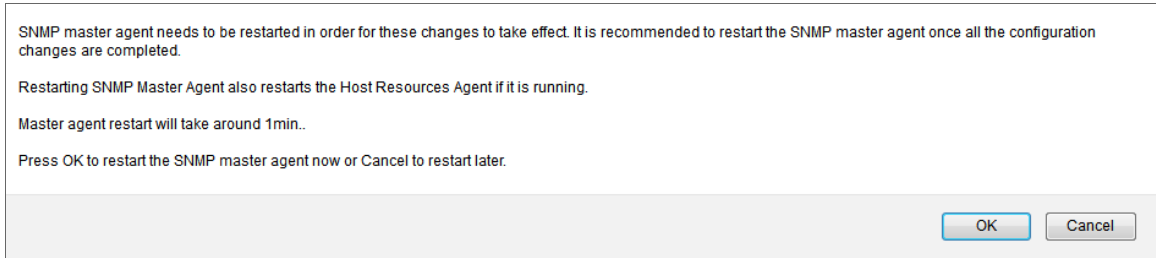 SNMP master agent needs to be restarted in order for these changes to take effect. It is recommended to restart the SNMP master agent once all the configuration
changes are completed.
Restarting SNMP Master Agent also restarts the Host Resources Agent if it is running.
Master agent restart will take around 1min..
Press OK to restart the SNMP master agent now or Cancel to restart later.
OK Cancel